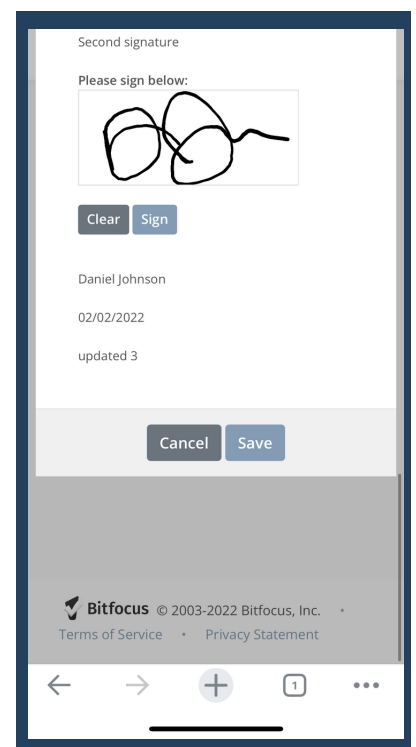 Second signature
Please sign below:
Clear Sign
Daniel Johnson
02/02/2022
updated 3
Cancel Save
Bitfocus © 2003-2022 Bitfocus, Inc. •
Terms of Service • Privacy Statement
1